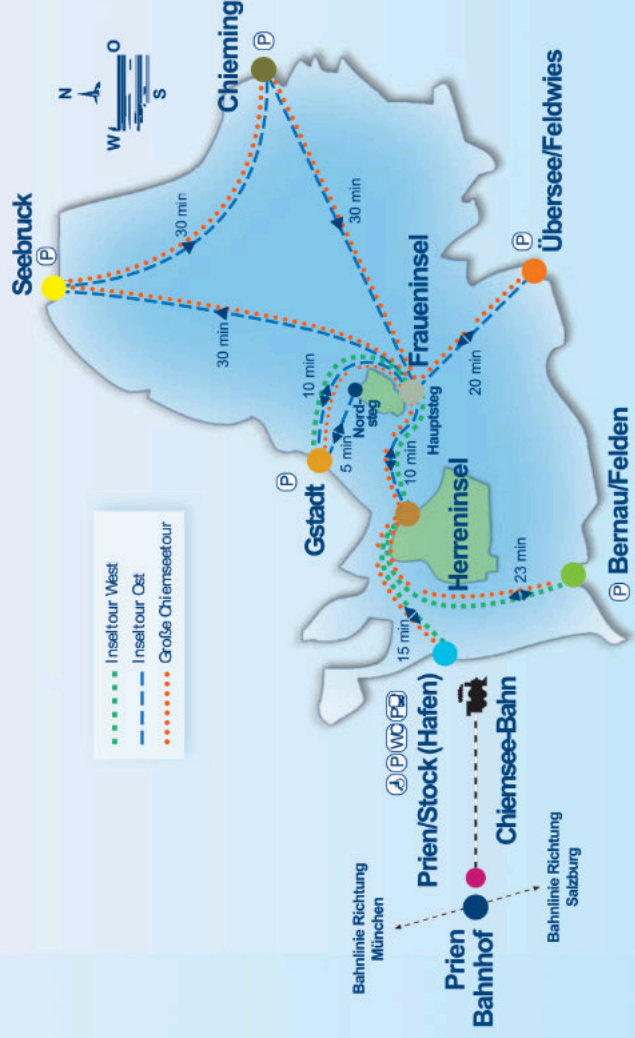 Seebruck
P
N
W O
S
Chieming
P
30 min
30 min
30 min
Inseltour West
Inseltour Ost
Große Chiemseetour
P
Gstadt
10 min
5 min
Nord-
steg
Fraueninsel
Hauptsteg
10 min
20 min
P
Übersee/Feldwies
Herreninsel
15 min
23 min
P
Bernau/Felden
P WC P
Prien/Stock (Hafen)
Chiemsee-Bahn
Bahnlinie Richtung
München
Prien
Bahnhof
Bahnlinie Richtung
Salzburg